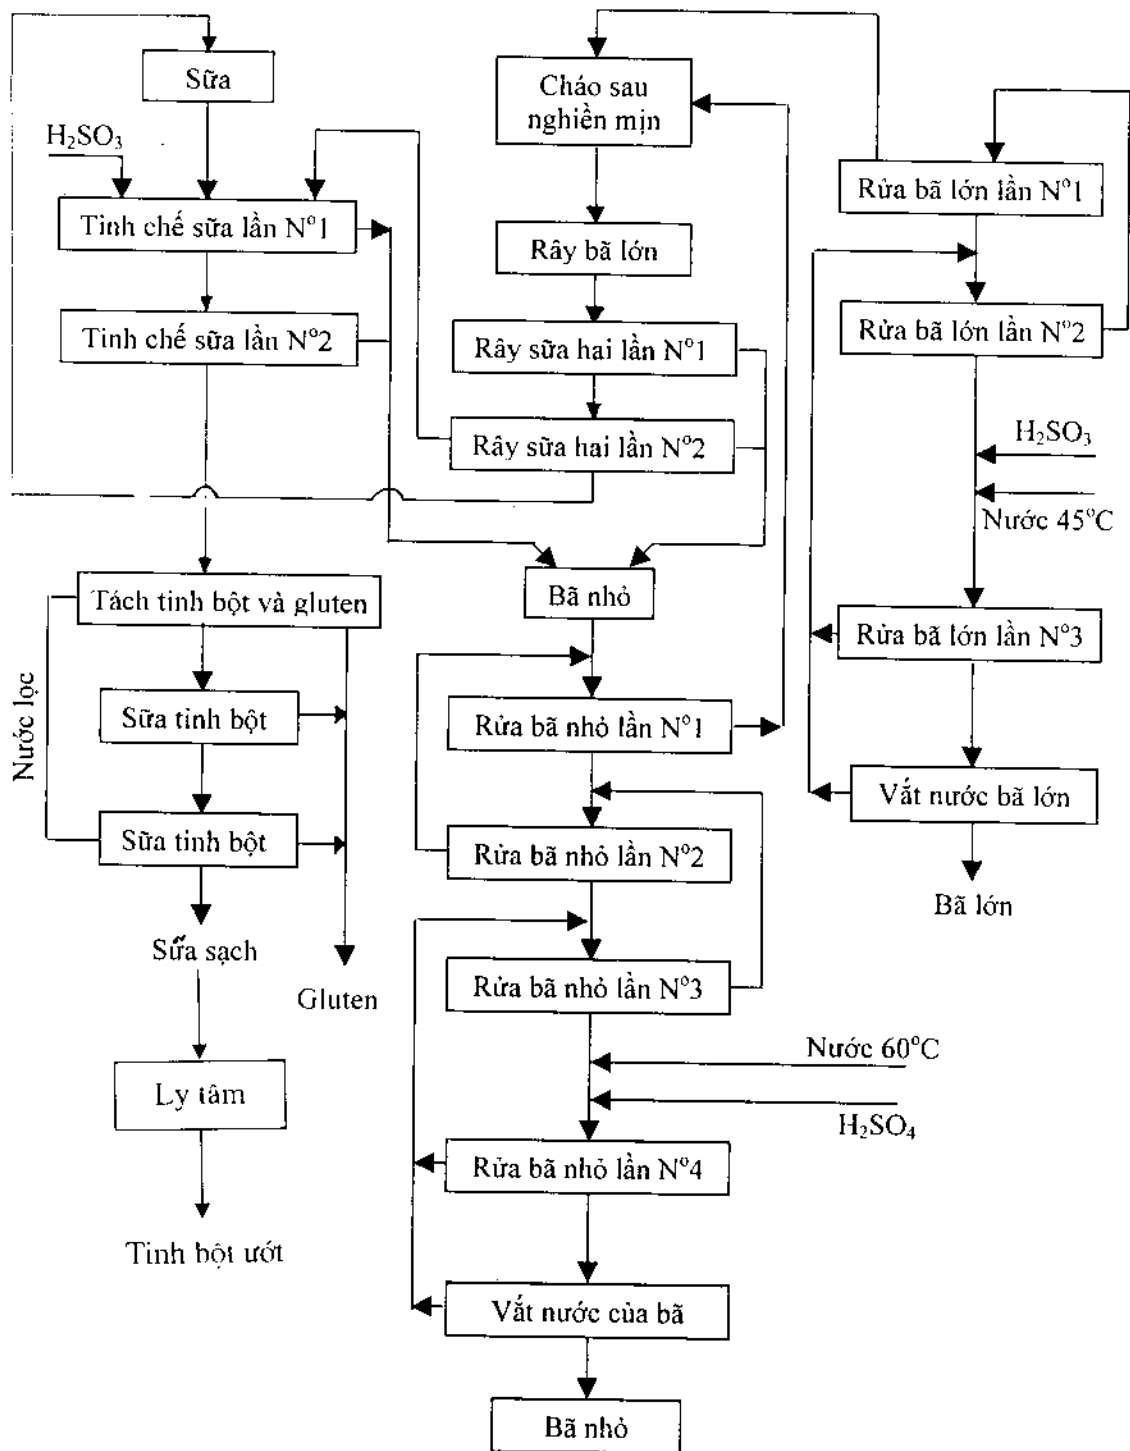 Sữa
H₂SO₃
Tinh chế sữa lần N°1
Tinh chế sữa lần N°2
Tách tinh bột và gluten
Nước lọc
Sữa tinh bột
Sữa tinh bột
Sữa sạch
Gluten
Ly tâm
Tinh bột ướt
Cháo sau
nghiền mịn
Rây bã lớn
Rây sữa hai lần N°1
Rây sữa hai lần N°2
Bã nhỏ
Rửa bã nhỏ lần N°1
Rửa bã nhỏ lần N°2
Rửa bã nhỏ lần N°3
Nước 60°C
H₂SO₄
Rửa bã nhỏ lần N°4
Vắt nước của bã
Bã nhỏ
Rửa bã lớn lần N°1
Rửa bã lớn lần N°2
H₂SO₃
Nước 45°C
Rửa bã lớn lần N°3
Vắt nước bã lớn
Bã lớn